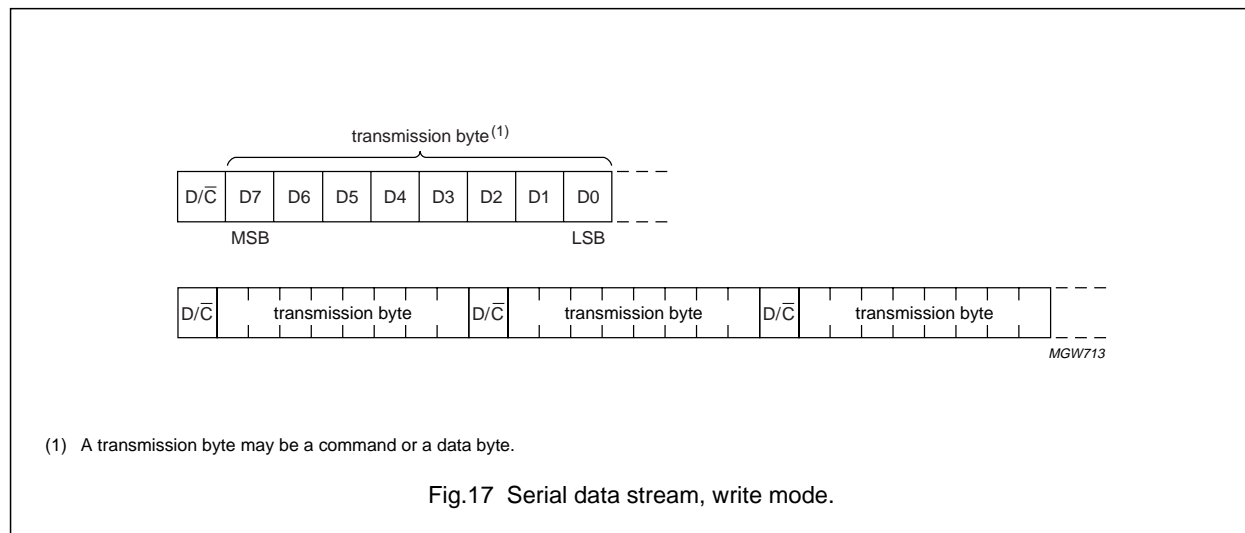 transmission byte(1)
D/C̅ D7 D6 D5 D4 D3 D2 D1 D0
MSB LSB
D/C̅ transmission byte D/C̅ transmission byte D/C̅ transmission byte
MGW713
(1) A transmission byte may be a command or a data byte.
Fig.17 Serial data stream, write mode.